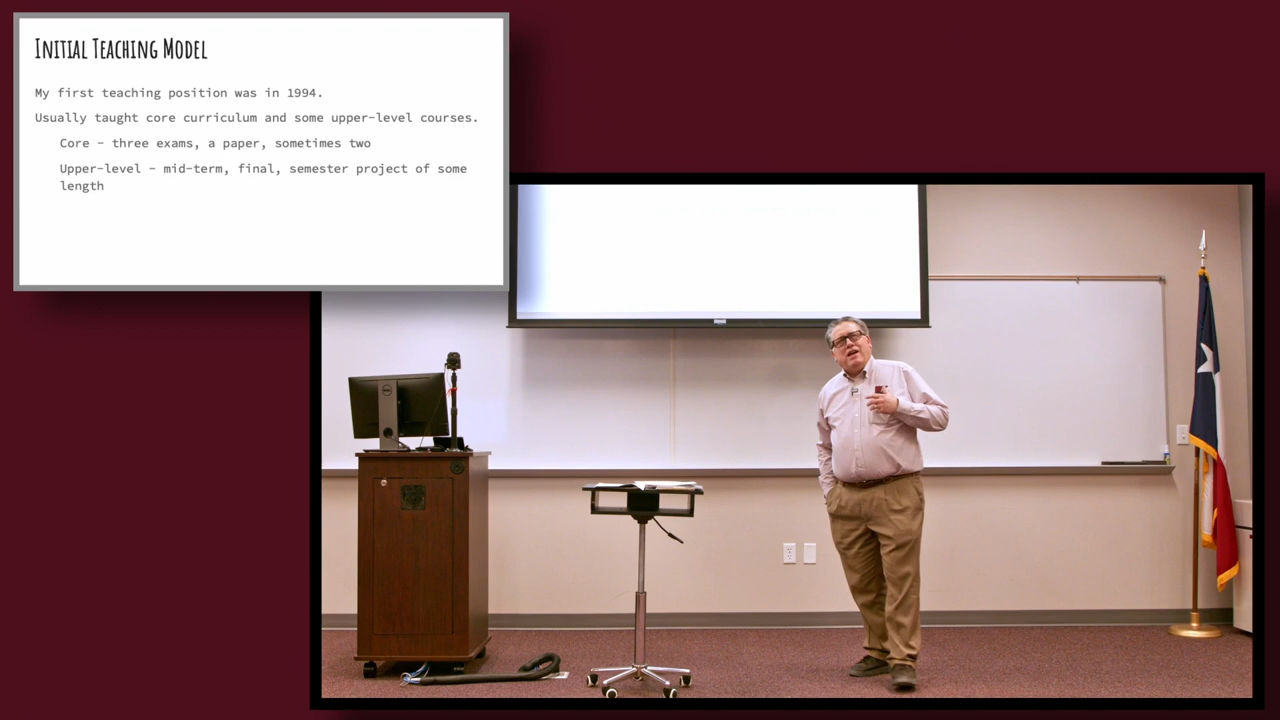 INITIAL TEACHING MODEL
My first teaching position was in 1994.
Usually taught core curriculum and some upper-level courses.
Core - three exams, a paper, sometimes two
Upper-level - mid-term, final, semester project of some
length